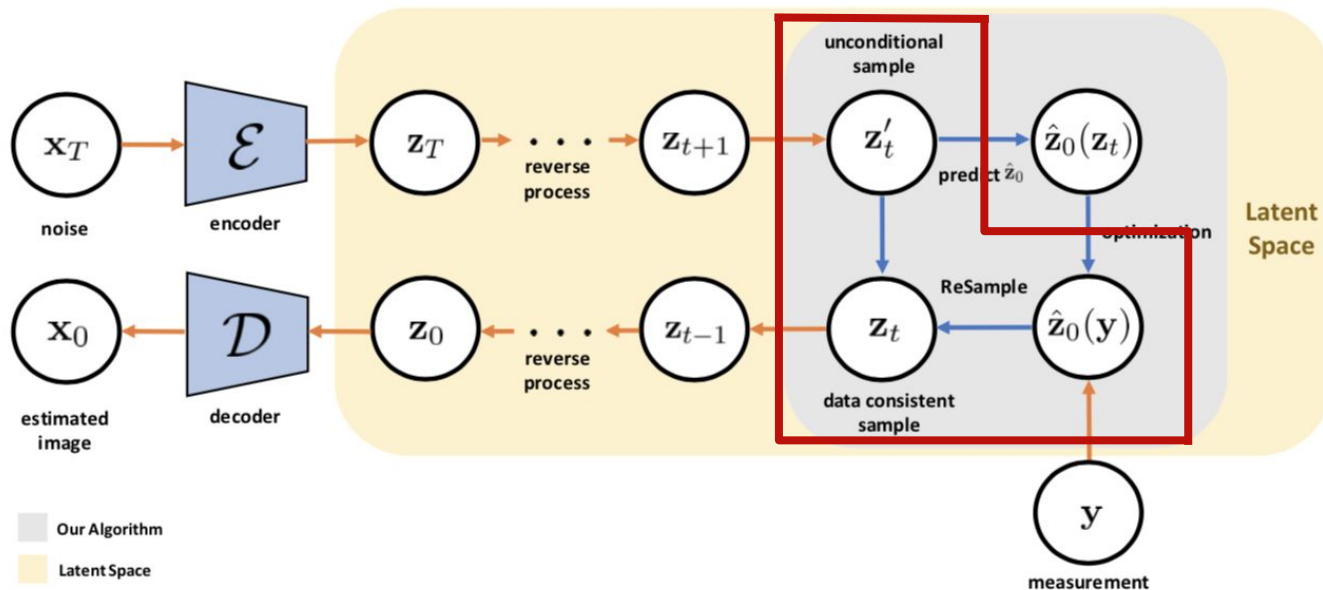 unconditional
sample
x_T
ℰ
z_T
. . .
z_{t+1}
z'_t
ẑ_0(z_t)
reverse
process
predict ẑ_0
noise
encoder
Latent
Space
optimization
ReSample
x_0
𝒟
z_0
. . .
z_{t−1}
z_t
ẑ_0(y)
reverse
process
estimated
image
decoder
data consistent
sample
y
Our Algorithm
Latent Space
measurement